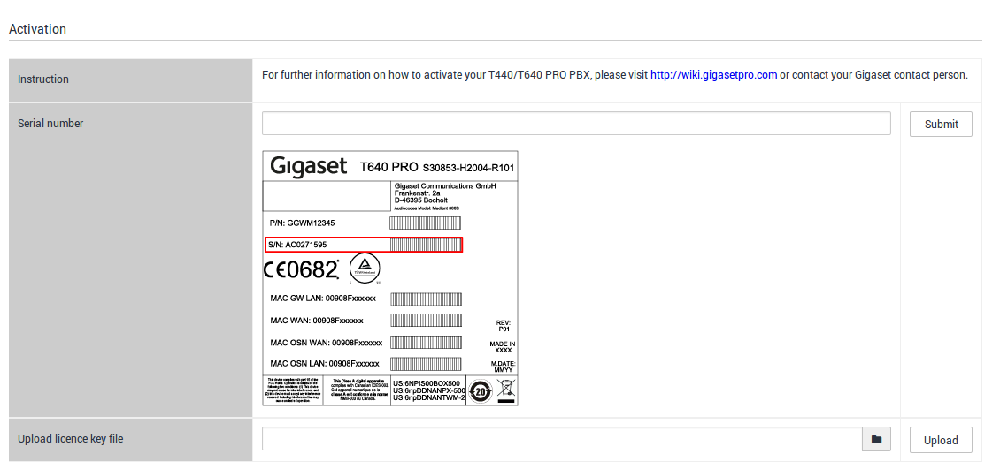 Activation
Instruction
For further information on how to activate your T440/T640 PRO PBX, please visit http://wiki.gigasetpro.com or contact your Gigaset contact person.
Serial number
Submit
Gigaset T640 PRO S30853-H2004-R101
Gigaset Communications GmbH
Frankenstr. 2a
D-46395 Bocholt
Audiocodes Model: Mediant 800B
P/N: GGWM12345
S/N: AC0271595
CE0682
MAC GW LAN: 00908Fxxxxxx
MAC WAN: 00908Fxxxxxx
REV:
P01
MAC OSN WAN: 00908Fxxxxxx
MADE IN
XXXX
MAC OSN LAN: 00908Fxxxxxx
M.DATE:
MMYY
This Class A digital apparatus
complies with Canadian ICES-003.
Cet appareil numérique de la
classe A est conforme a la norme
NMB-003 du Canada.
US:6NPIS00BOX500
US:6npDDNANPX-500
US:6npDDNANTWM-2
20
Upload licence key file
Upload